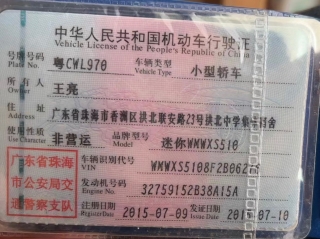 中华人民共和国机动车行驶证
Vehicle License of the People's Republic of China
号牌号码 粤CWL970 车辆类型 小型轿车
Plate No. Vehicle Type
所有人 王亮
Owner
住址 广东省珠海市香洲区洪北联安路23号洪北中学
Address
使用性质 非营运 品牌型号 迷你WMWXS510
Use Character Model
广东省珠海 车辆识别代号
VIN
市公安局交 发动机号码 32759152B38A15A
Engine No.
通警察支队 注册日期 2015-07-09 发证日期 2015-07-10
Register Date Issue Date